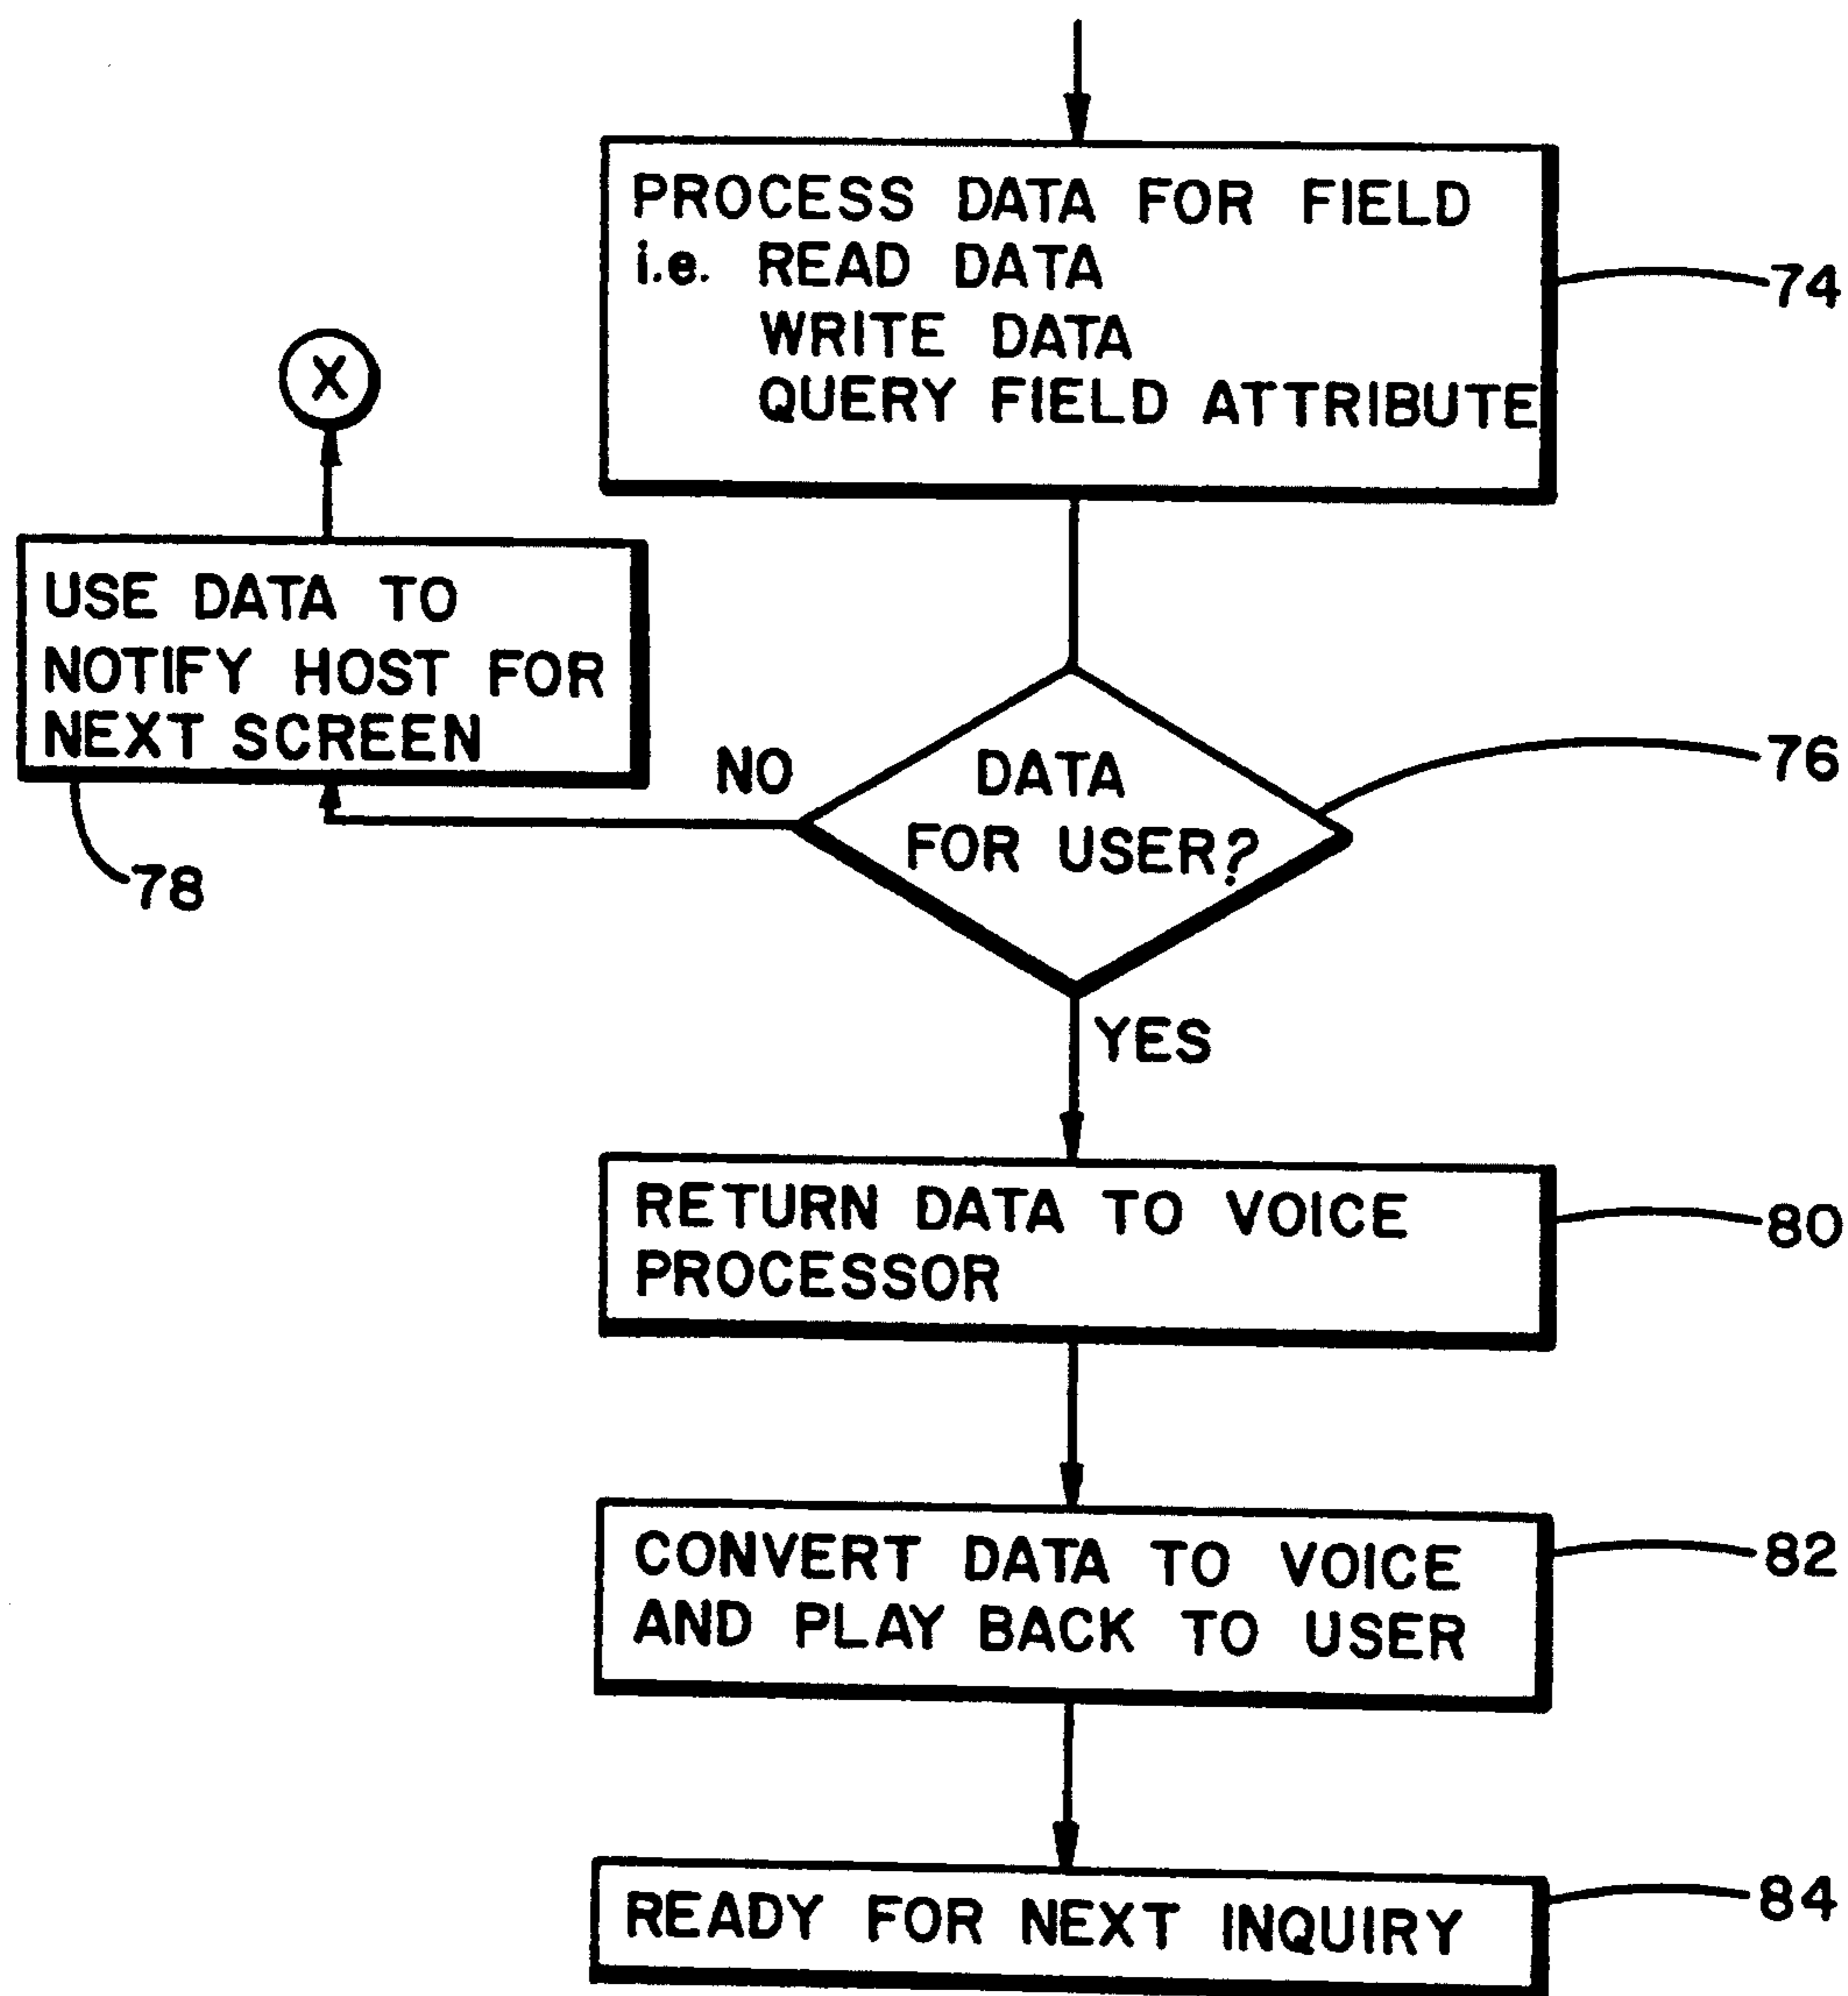 PROCESS DATA FOR FIELD
i.e. READ DATA
WRITE DATA
QUERY FIELD ATTRIBUTE
74
X
USE DATA TO
NOTIFY HOST FOR
NEXT SCREEN
78
NO
DATA
FOR USER?
76
YES
RETURN DATA TO VOICE
PROCESSOR
80
CONVERT DATA TO VOICE
AND PLAY BACK TO USER
82
READY FOR NEXT INQUIRY
84